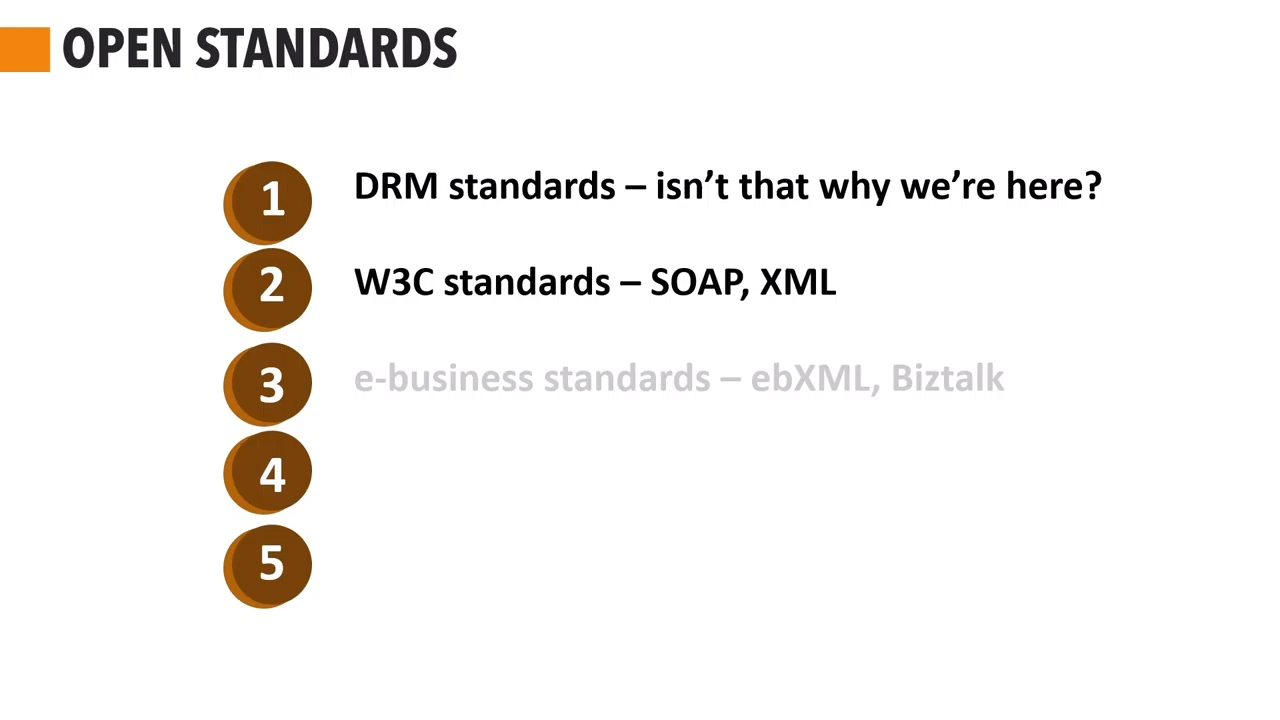 OPEN STANDARDS
1 DRM standards – isn’t that why we’re here?
2 W3C standards – SOAP, XML
3 e-business standards – ebXML, Biztalk
4
5